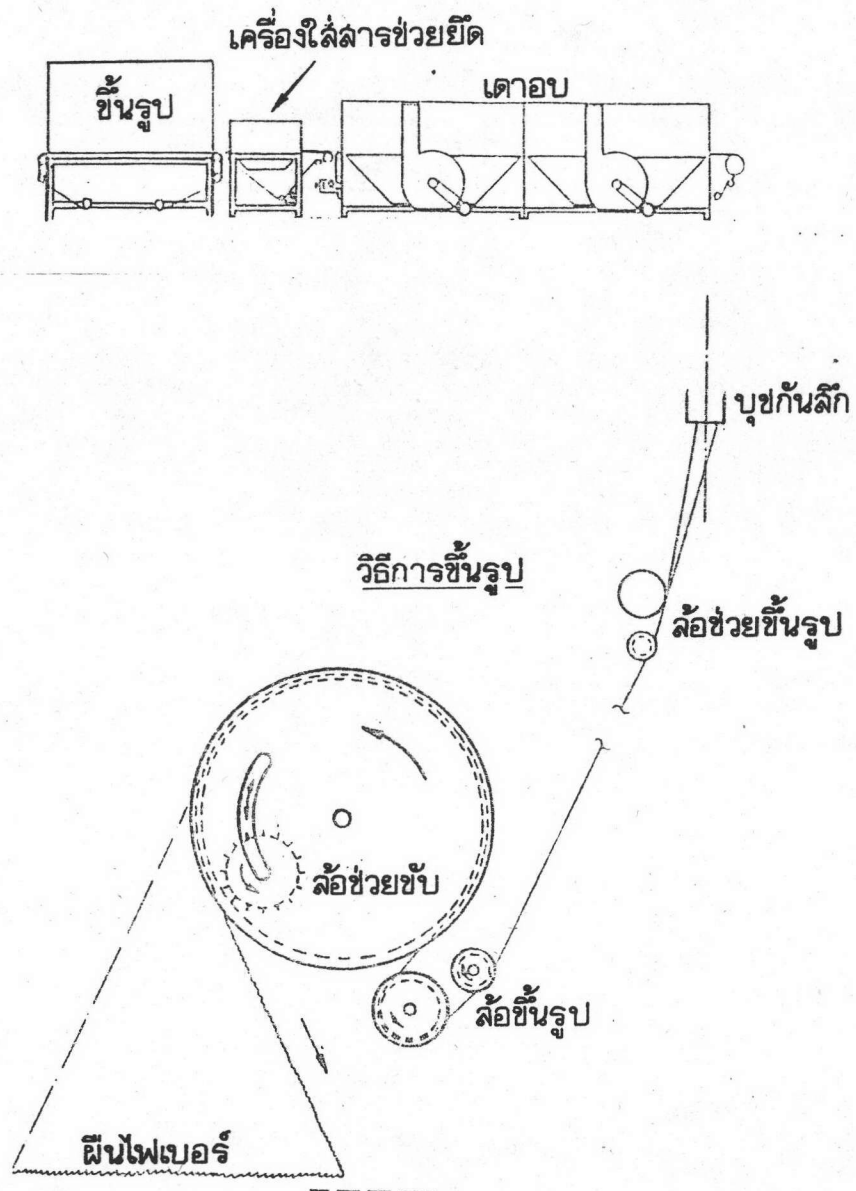 เครื่องใส่สารช่วยยึด
ขึ้นรูป
เตาอบ
บุชกันลึก
วิธีการขึ้นรูป
ล้อช่วยขึ้นรูป
ล้อช่วยขับ
ล้อขึ้นรูป
ผืนไฟเบอร์